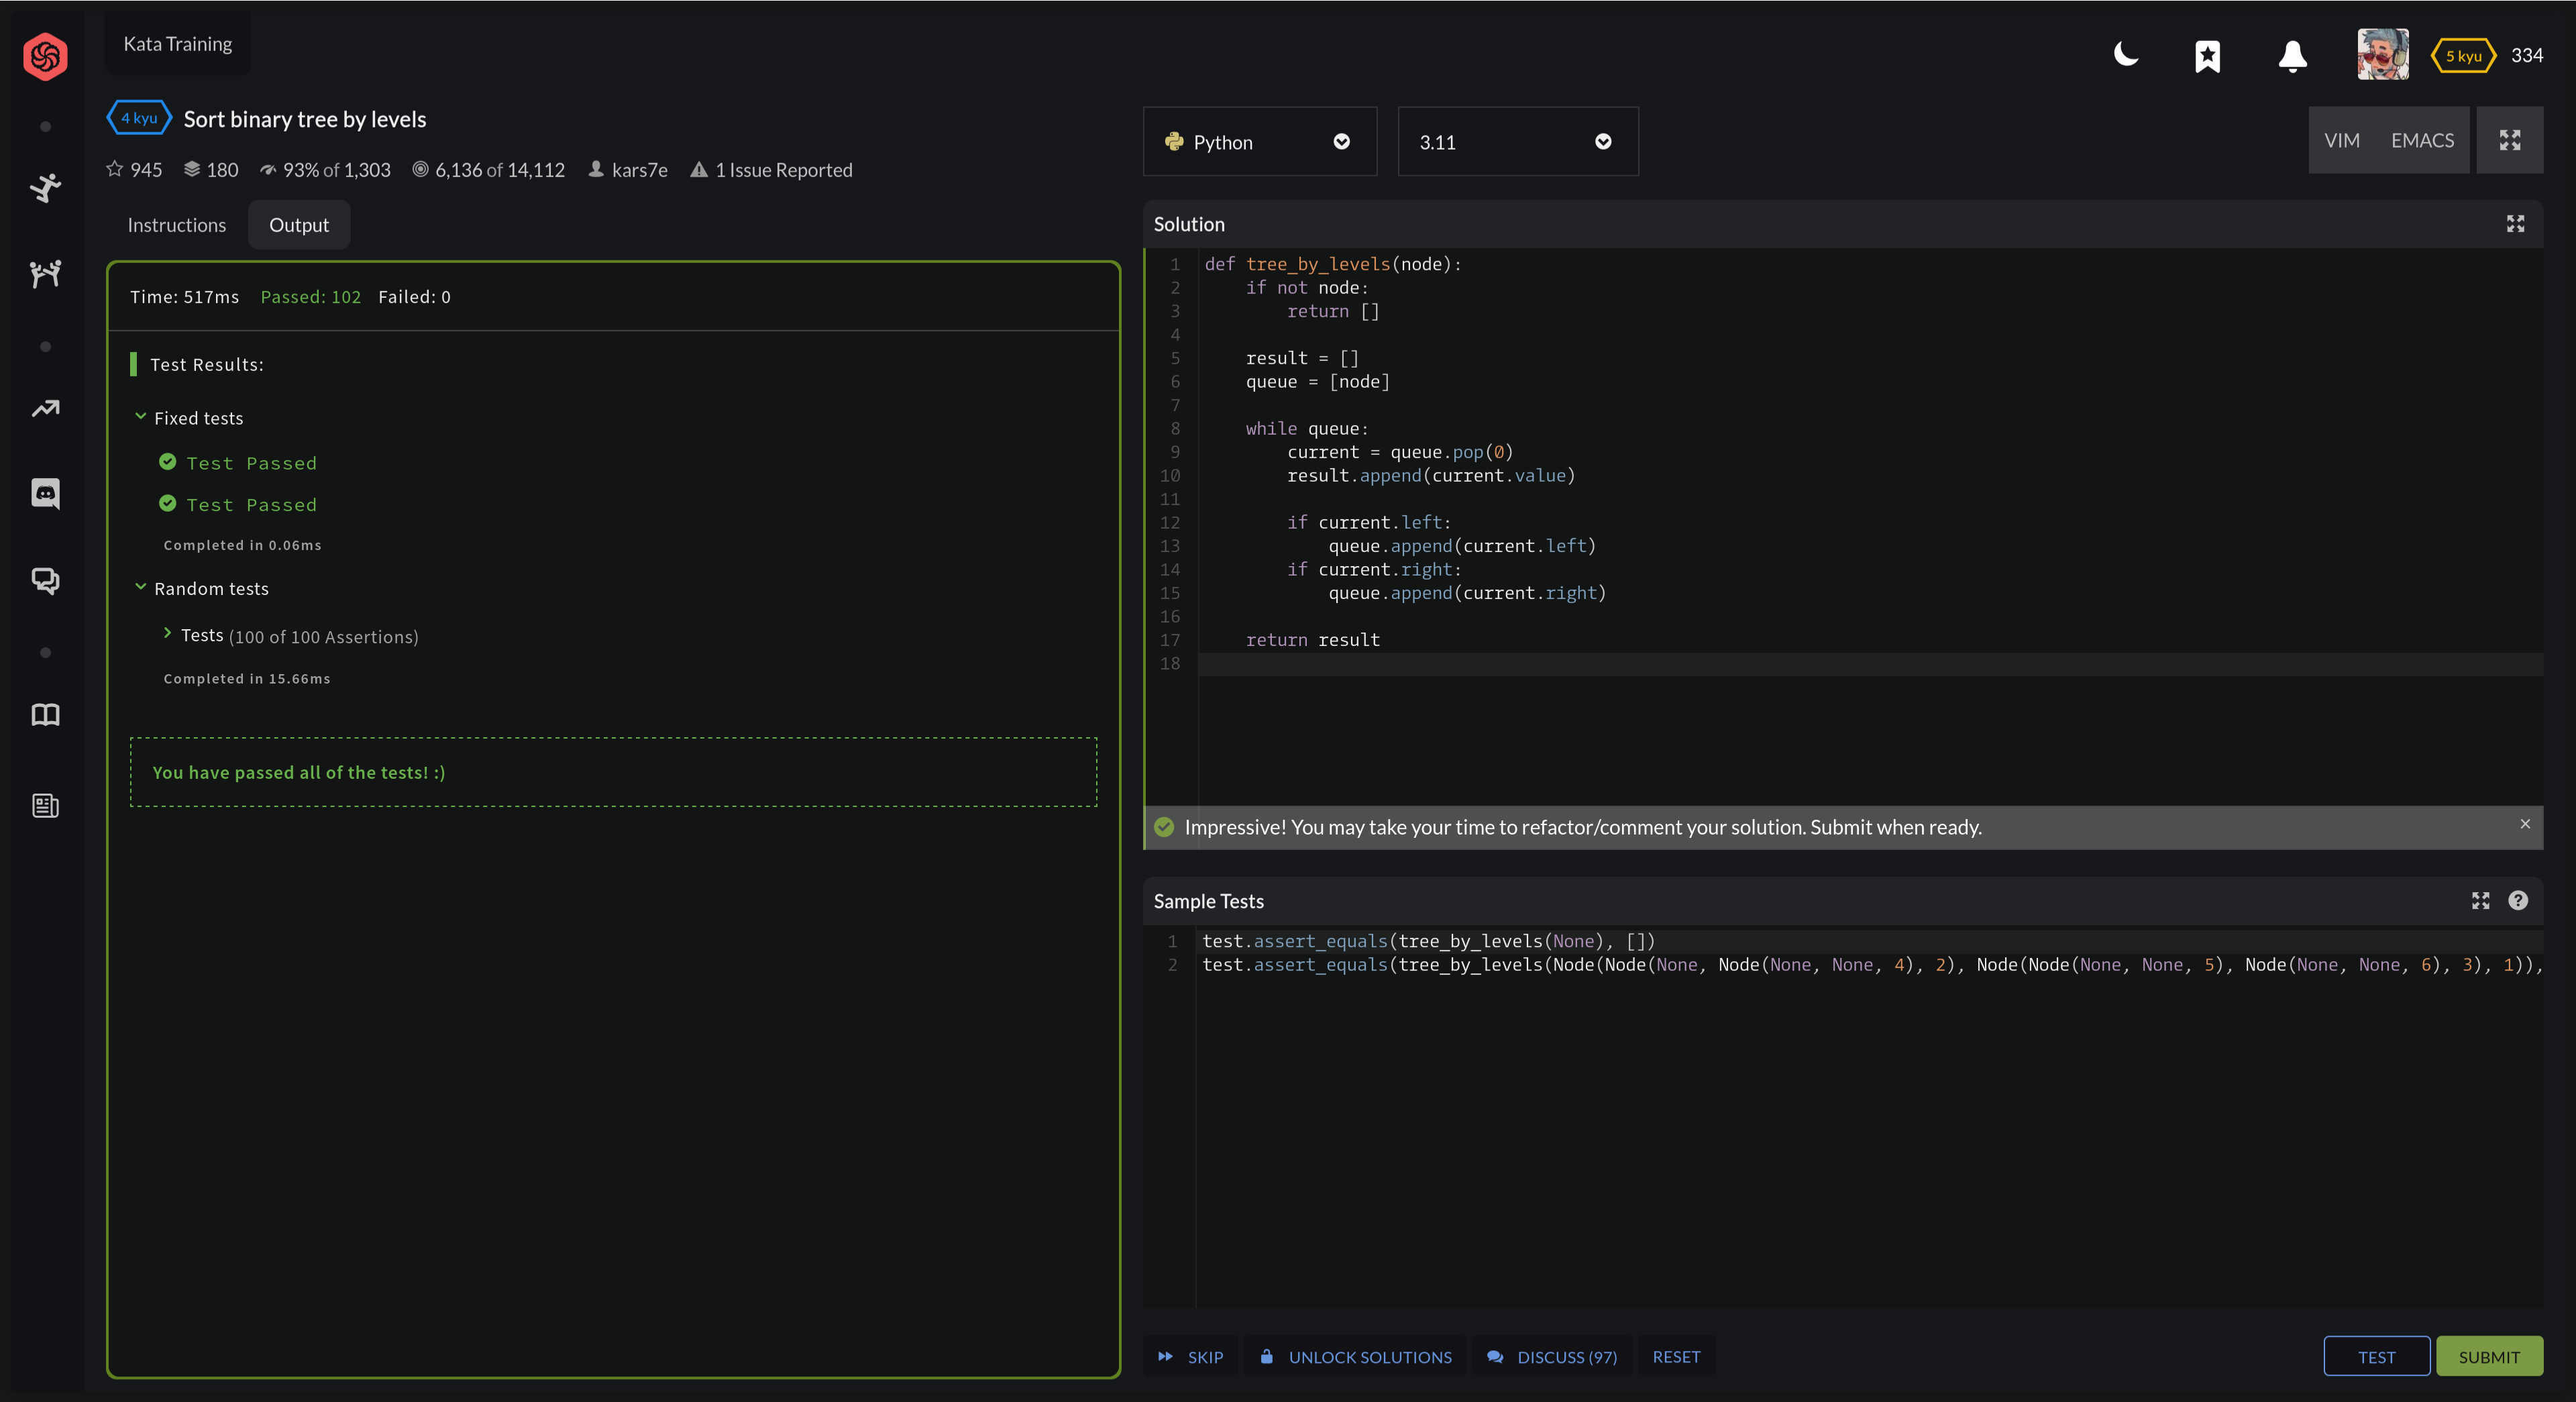 Kata Training
5 kyu 334
4 kyu Sort binary tree by levels
945 180 93% of 1,303 6,136 of 14,112 kars7e 1 Issue Reported
Instructions Output
Time: 517ms Passed: 102 Failed: 0
Test Results:
Fixed tests
Test Passed
Test Passed
Completed in 0.06ms
Random tests
Tests (100 of 100 Assertions)
Completed in 15.66ms
You have passed all of the tests! :)
Python 3.11
VIM EMACS
Solution
1 def tree_by_levels(node):
2     if not node:
3         return []
4
5     result = []
6     queue = [node]
7
8     while queue:
9         current = queue.pop(0)
10         result.append(current.value)
11
12         if current.left:
13             queue.append(current.left)
14         if current.right:
15             queue.append(current.right)
16
17     return result
18
Impressive! You may take your time to refactor/comment your solution. Submit when ready.
Sample Tests
1 test.assert_equals(tree_by_levels(None), [])
2 test.assert_equals(tree_by_levels(Node(Node(None, Node(None, None, 4), 2), Node(Node(None, None, 5), Node(None, None, 6), 3), 1)),
SKIP UNLOCK SOLUTIONS DISCUSS (97) RESET
TEST SUBMIT